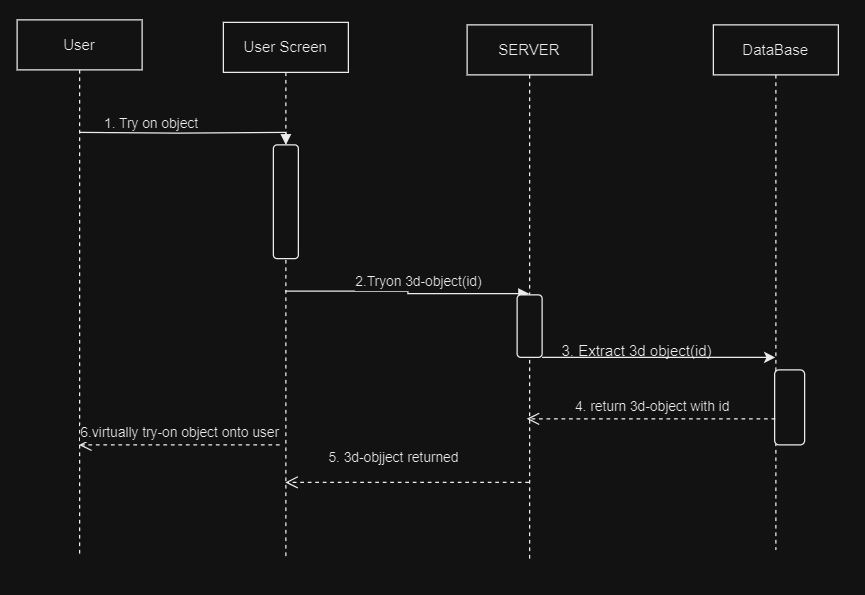 User
User Screen
SERVER
DataBase
1. Try on object
2.Tryon 3d-object(id)
3. Extract 3d object(id)
4. return 3d-object with id
6.virtually try-on object onto user
5. 3d-objject returned